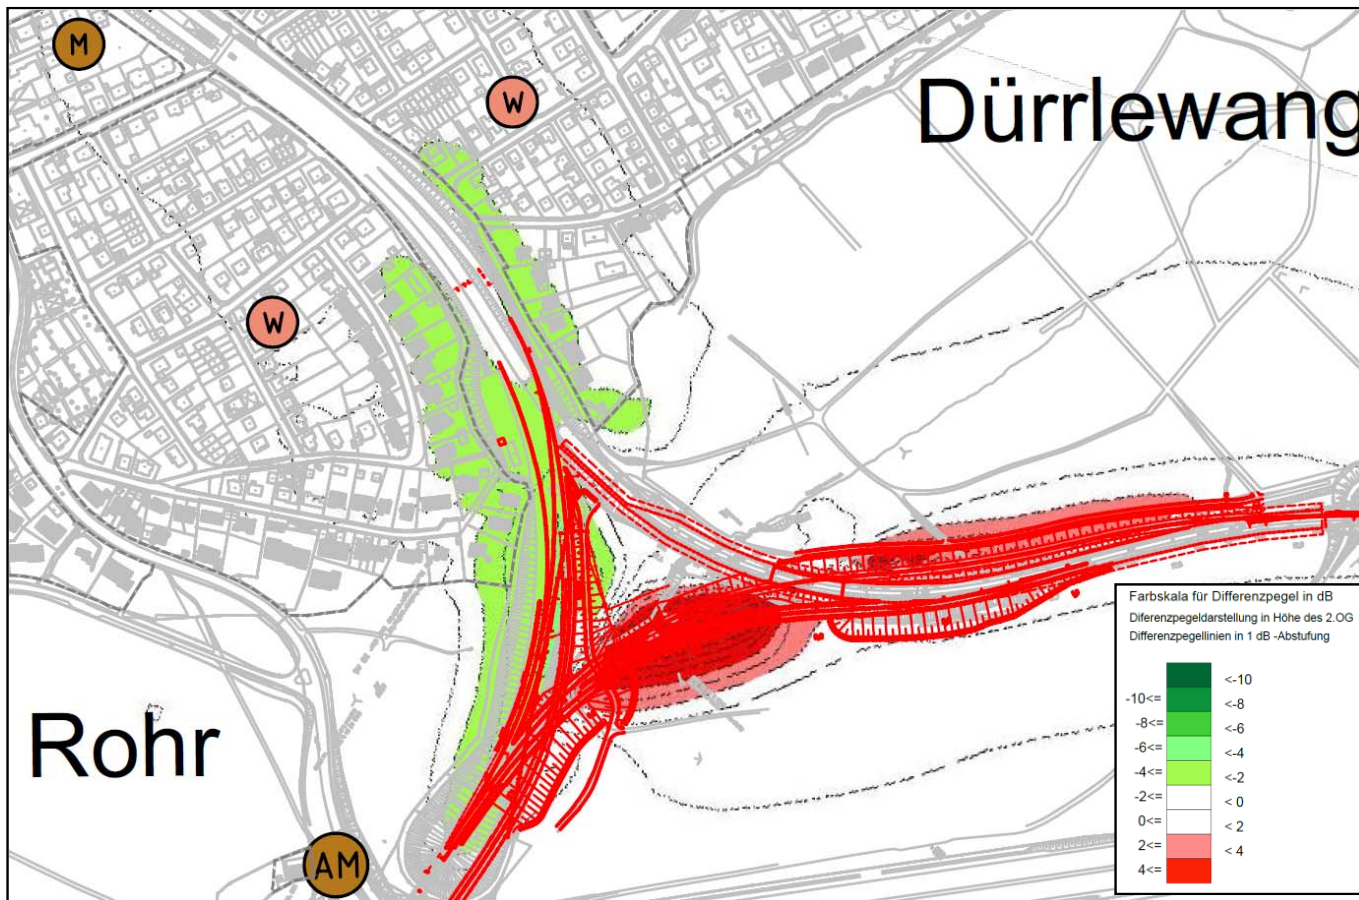 M
W
Dürrlewang
W
Farbskala für Differenzpegel in dB
Diferenzpegeldarstellung in Höhe des 2.OG
Differenzpegellinien in 1 dB -Abstufung
<-10
-10<= <-8
-8<= <-6
-6<= <-4
-4<= <-2
-2<= < 0
0<= < 2
2<= < 4
4<=
Rohr
AM